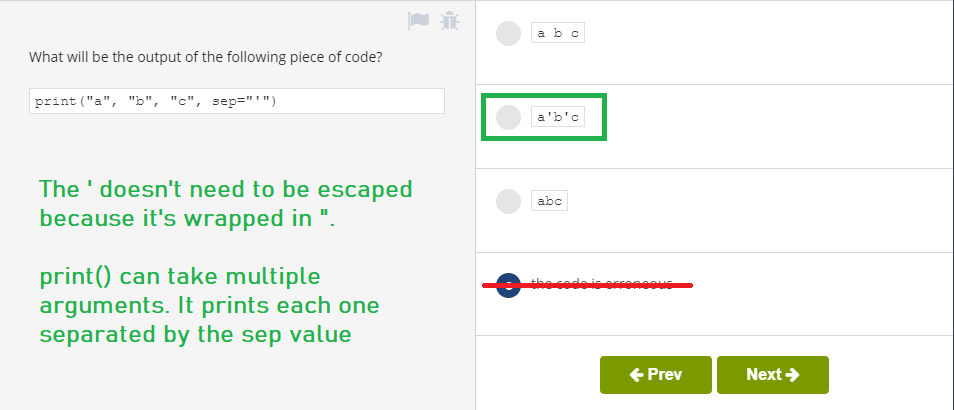 What will be the output of the following piece of code?
print("a", "b", "c", sep="'")
The ' doesn't need to be escaped
because it's wrapped in ".
print() can take multiple
arguments. It prints each one
separated by the sep value
a b c
a'b'c
abc
the code is erroneous
Prev
Next